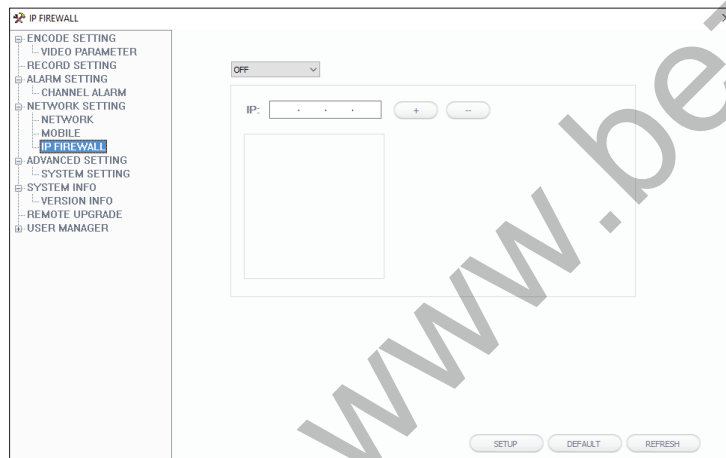 IP FIREWALL
ENCODE SETTING
VIDEO PARAMETER
RECORD SETTING
ALARM SETTING
CHANNEL ALARM
NETWORK SETTING
NETWORK
MOBILE
IP FIREWALL
ADVANCED SETTING
SYSTEM SETTING
SYSTEM INFO
VERSION INFO
REMOTE UPGRADE
USER MANAGER
OFF
IP: . . . + --
SETUP DEFAULT REFRESH
www.be